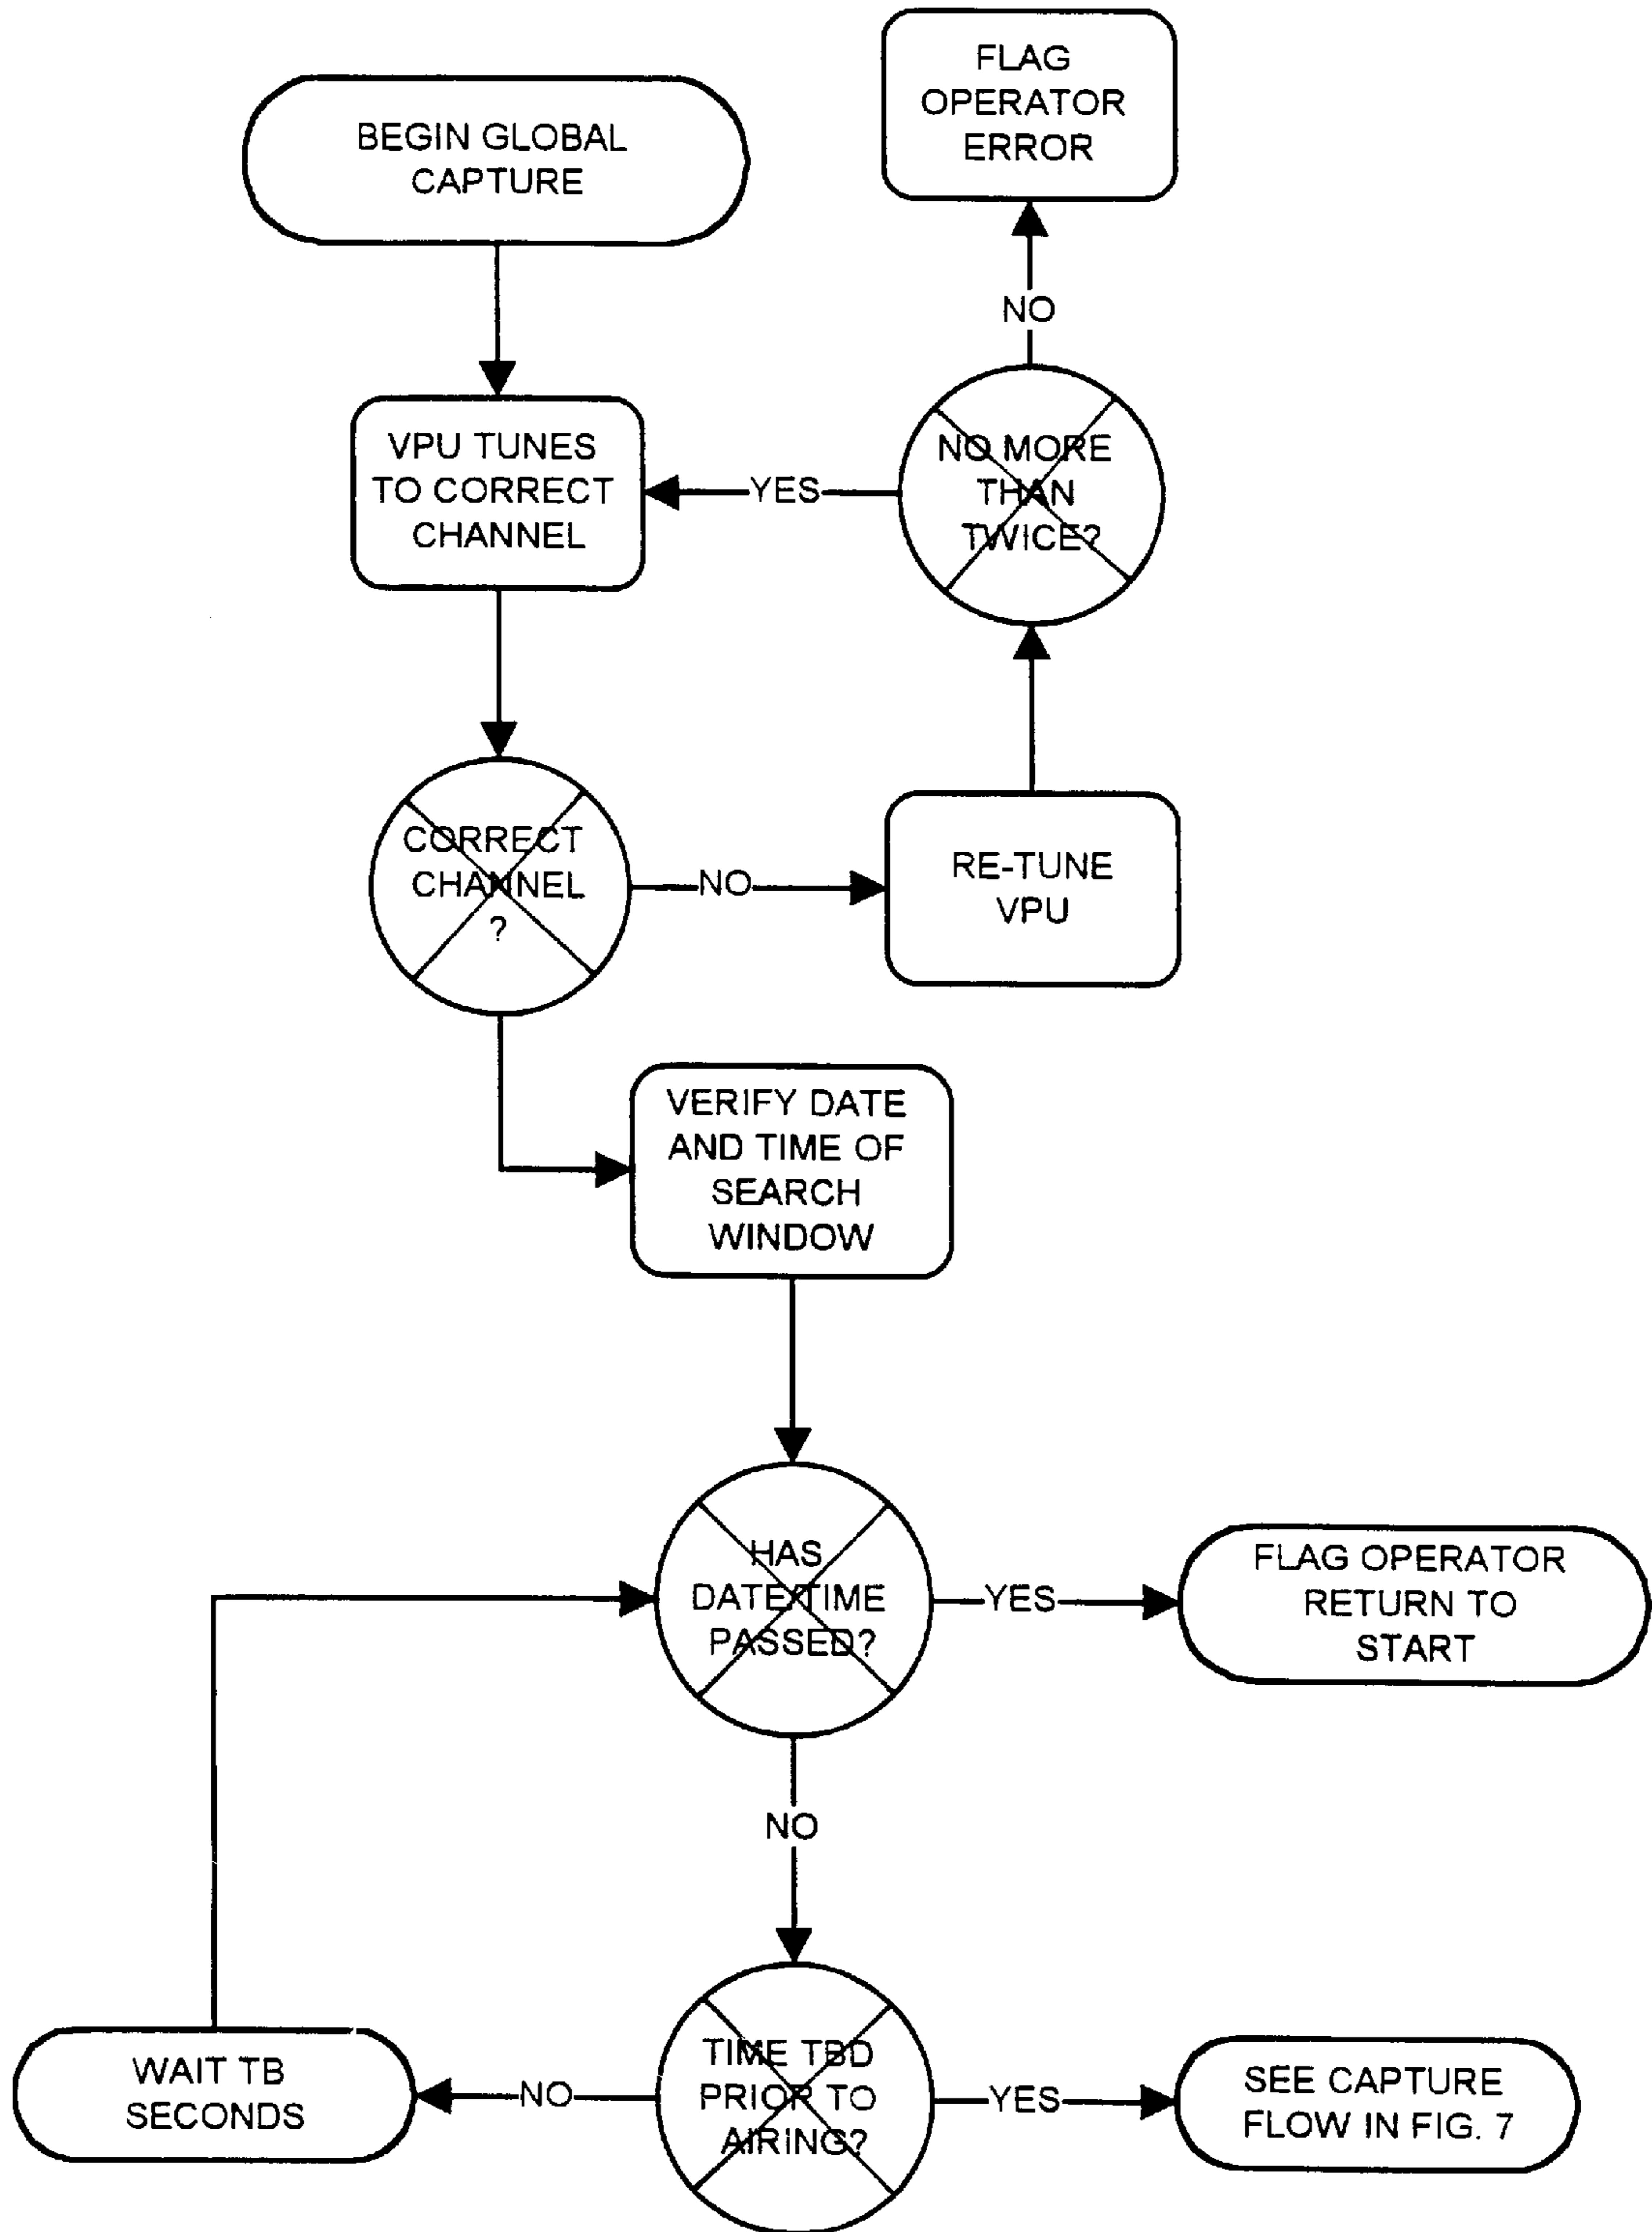 BEGIN GLOBAL
CAPTURE
FLAG
OPERATOR
ERROR
NO
VPU TUNES
TO CORRECT
CHANNEL
YES
NO MORE
THAN
TWICE?
CORRECT
CHANNEL
?
NO
RE-TUNE
VPU
VERIFY DATE
AND TIME OF
SEARCH
WINDOW
HAS
DATE/TIME
PASSED?
YES
FLAG OPERATOR
RETURN TO
START
NO
WAIT TB
SECONDS
NO
TIME TBD
PRIOR TO
AIRING?
YES
SEE CAPTURE
FLOW IN FIG. 7